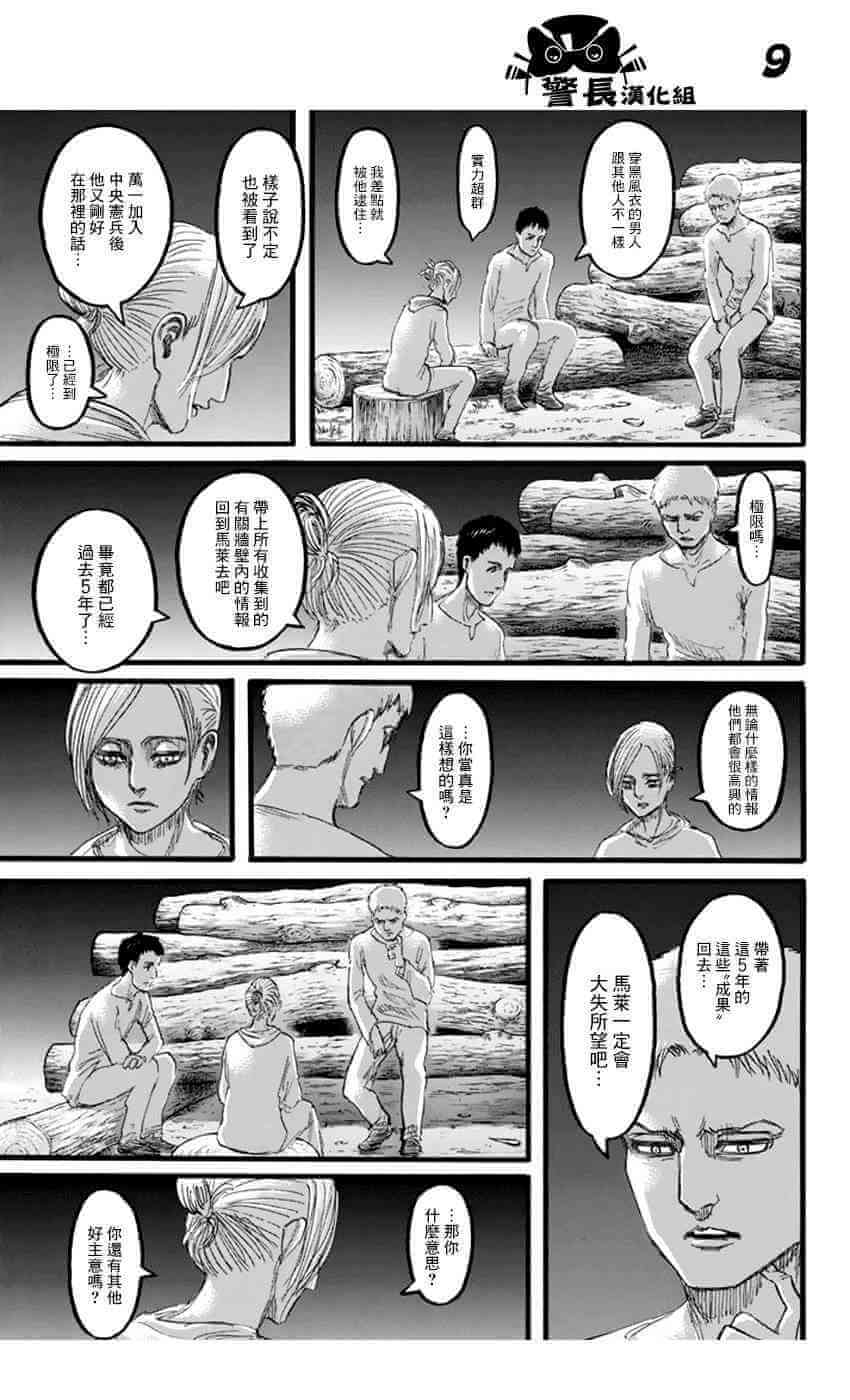 警長漢化組
9
穿黑風衣的男人
跟其他人不一樣
實力超群
我差點就
被他逮住…
樣子說不定
也被看到了
萬一加入
中央憲兵後
他又剛好
在那裡的話…
…已經到
極限了…
極限嗎…
帶上所有收集到的
有關牆壁內的情報
回到馬萊去吧
畢竟都已經
過去5年了…
無論什麼樣的情報
他們都會很高興的
…你當真是
這樣想的嗎？
帶著
這5年的
這些〝成果〞
回去…
馬萊一定會
大失所望吧…
…那你
什麼意思？
你還有其他
好主意嗎？